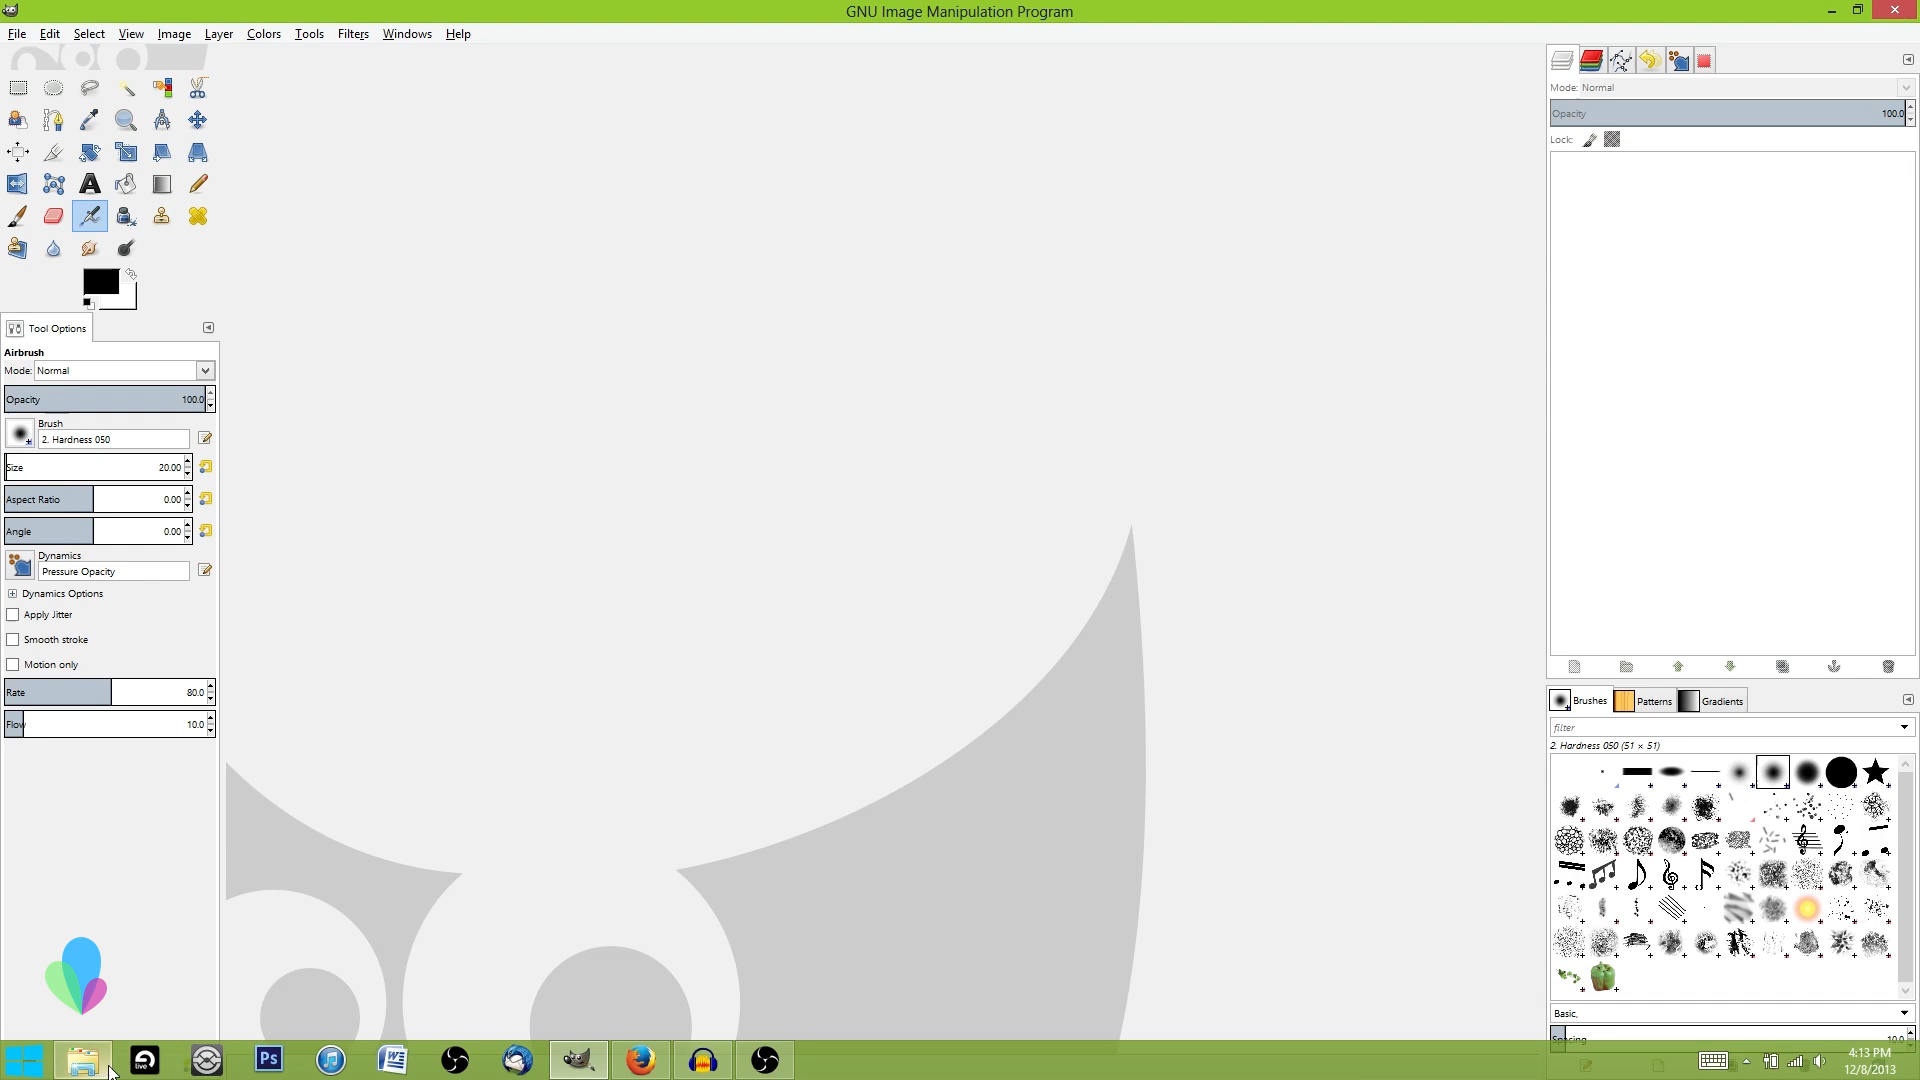 GNU Image Manipulation Program
File Edit Select View Image Layer Colors Tools Filters Windows Help
Mode: Normal
Opacity 100.0
Lock:
Tool Options
Airbrush
Mode: Normal
Opacity 100.0
Brush
2. Hardness 050
Size 20.00
Aspect Ratio 0.00
Angle 0.00
Dynamics
Pressure Opacity
Dynamics Options
Apply Jitter
Smooth stroke
Motion only
Rate 80.0
Flow 10.0
Brushes Patterns Gradients
filter
2. Hardness 050 (51 × 51)
Basic,
Spacing 10.0
live
Ps
4:13 PM
12/8/2013